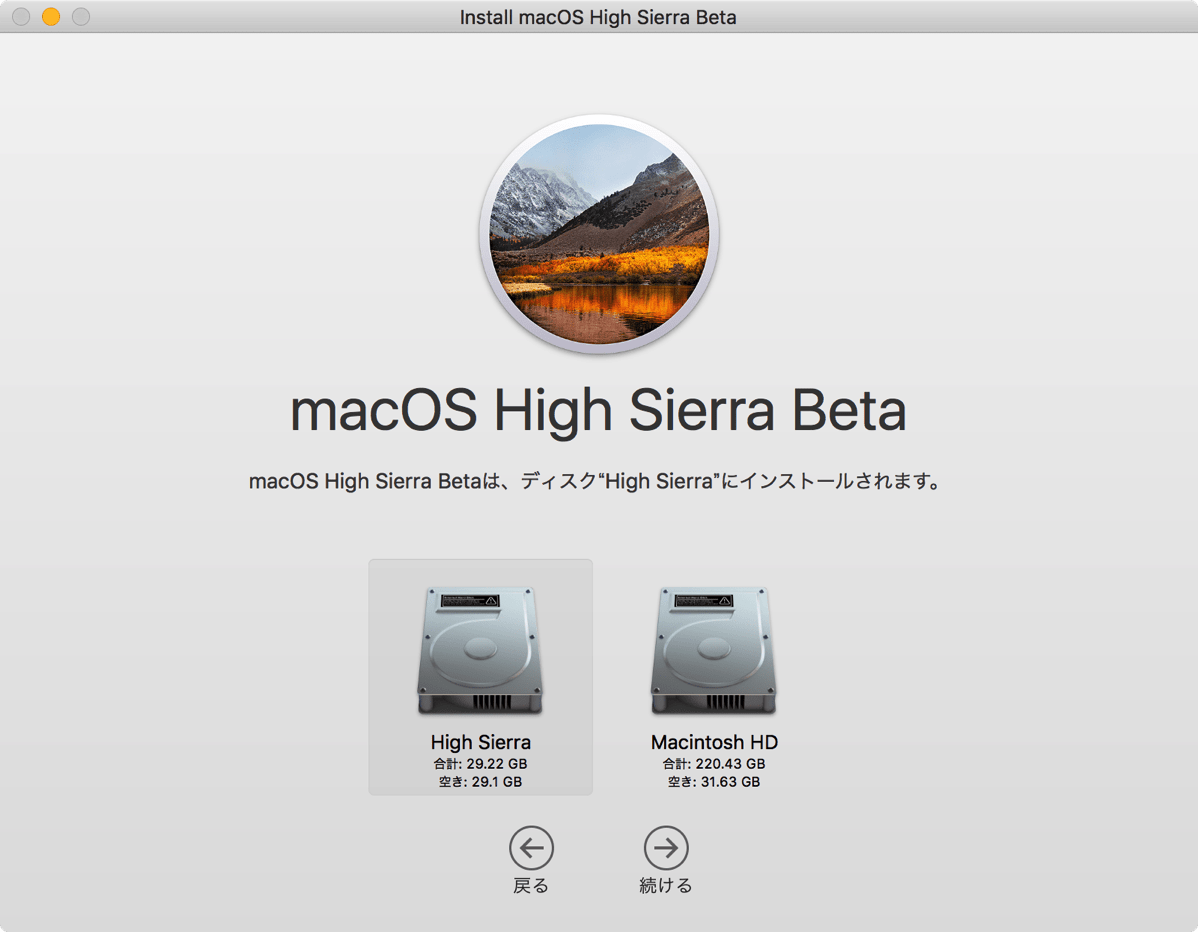 Install macOS High Sierra Beta
macOS High Sierra Beta
macOS High Sierra Betaは、ディスク“High Sierra”にインストールされます。
High Sierra
合計: 29.22 GB
空き: 29.1 GB
Macintosh HD
合計: 220.43 GB
空き: 31.63 GB
戻る
続ける